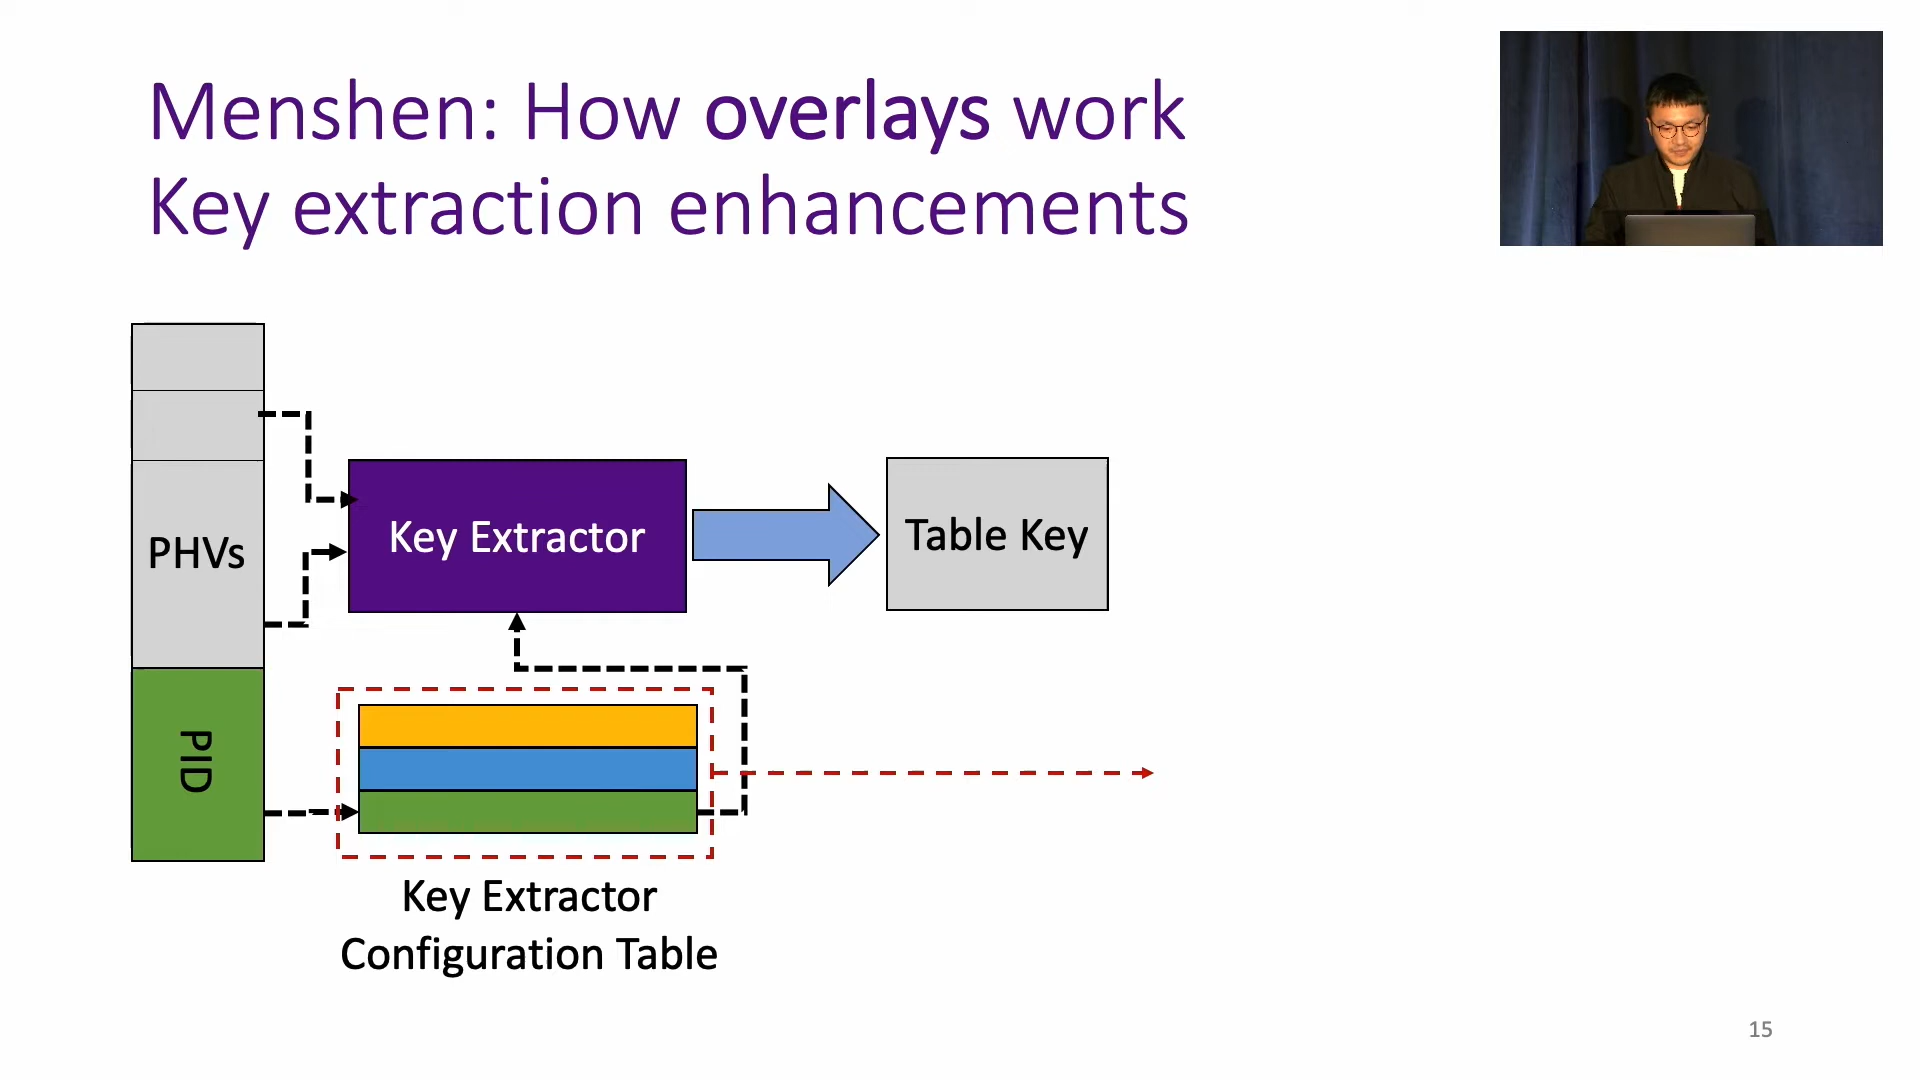 Menshen: How overlays work
Key extraction enhancements
PHVs
Key Extractor
Table Key
PID
Key Extractor
Configuration Table
15